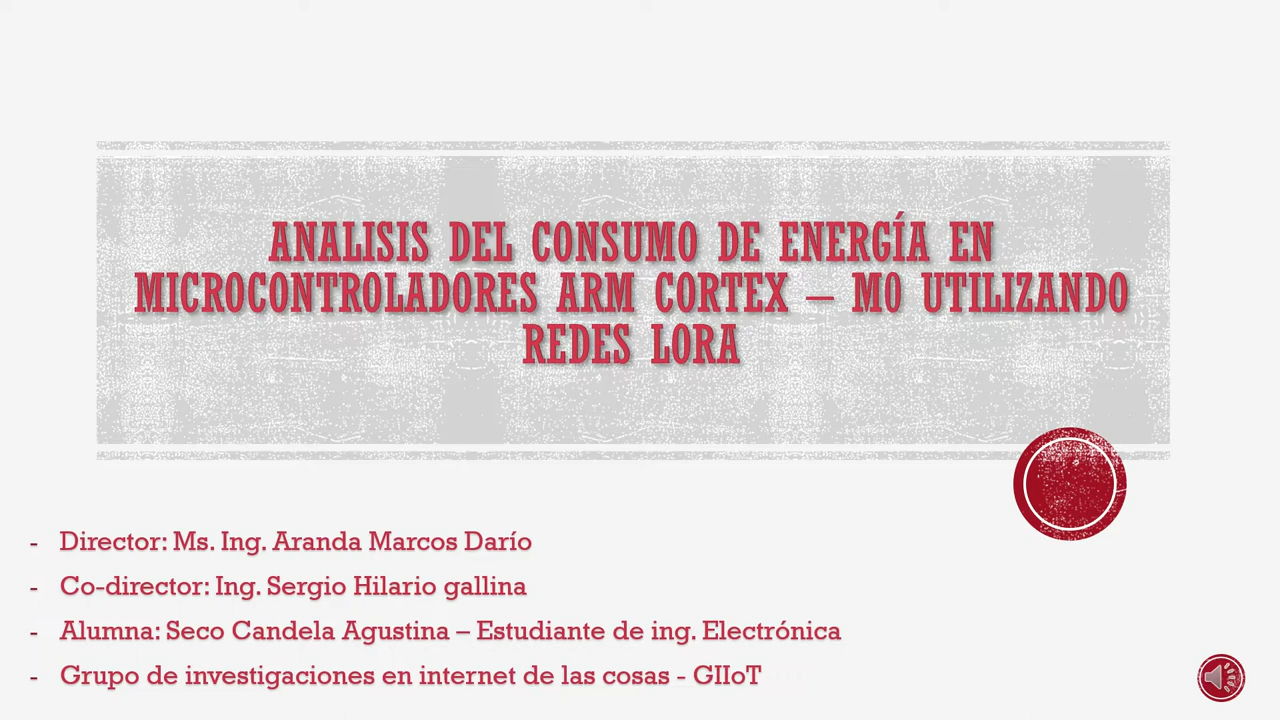 ANALISIS DEL CONSUMO DE ENERGÍA EN
MICROCONTROLADORES ARM CORTEX – M0 UTILIZANDO
REDES LORA
- Director: Ms. Ing. Aranda Marcos Darío
- Co-director: Ing. Sergio Hilario gallina
- Alumna: Seco Candela Agustina – Estudiante de ing. Electrónica
- Grupo de investigaciones en internet de las cosas - GIIoT